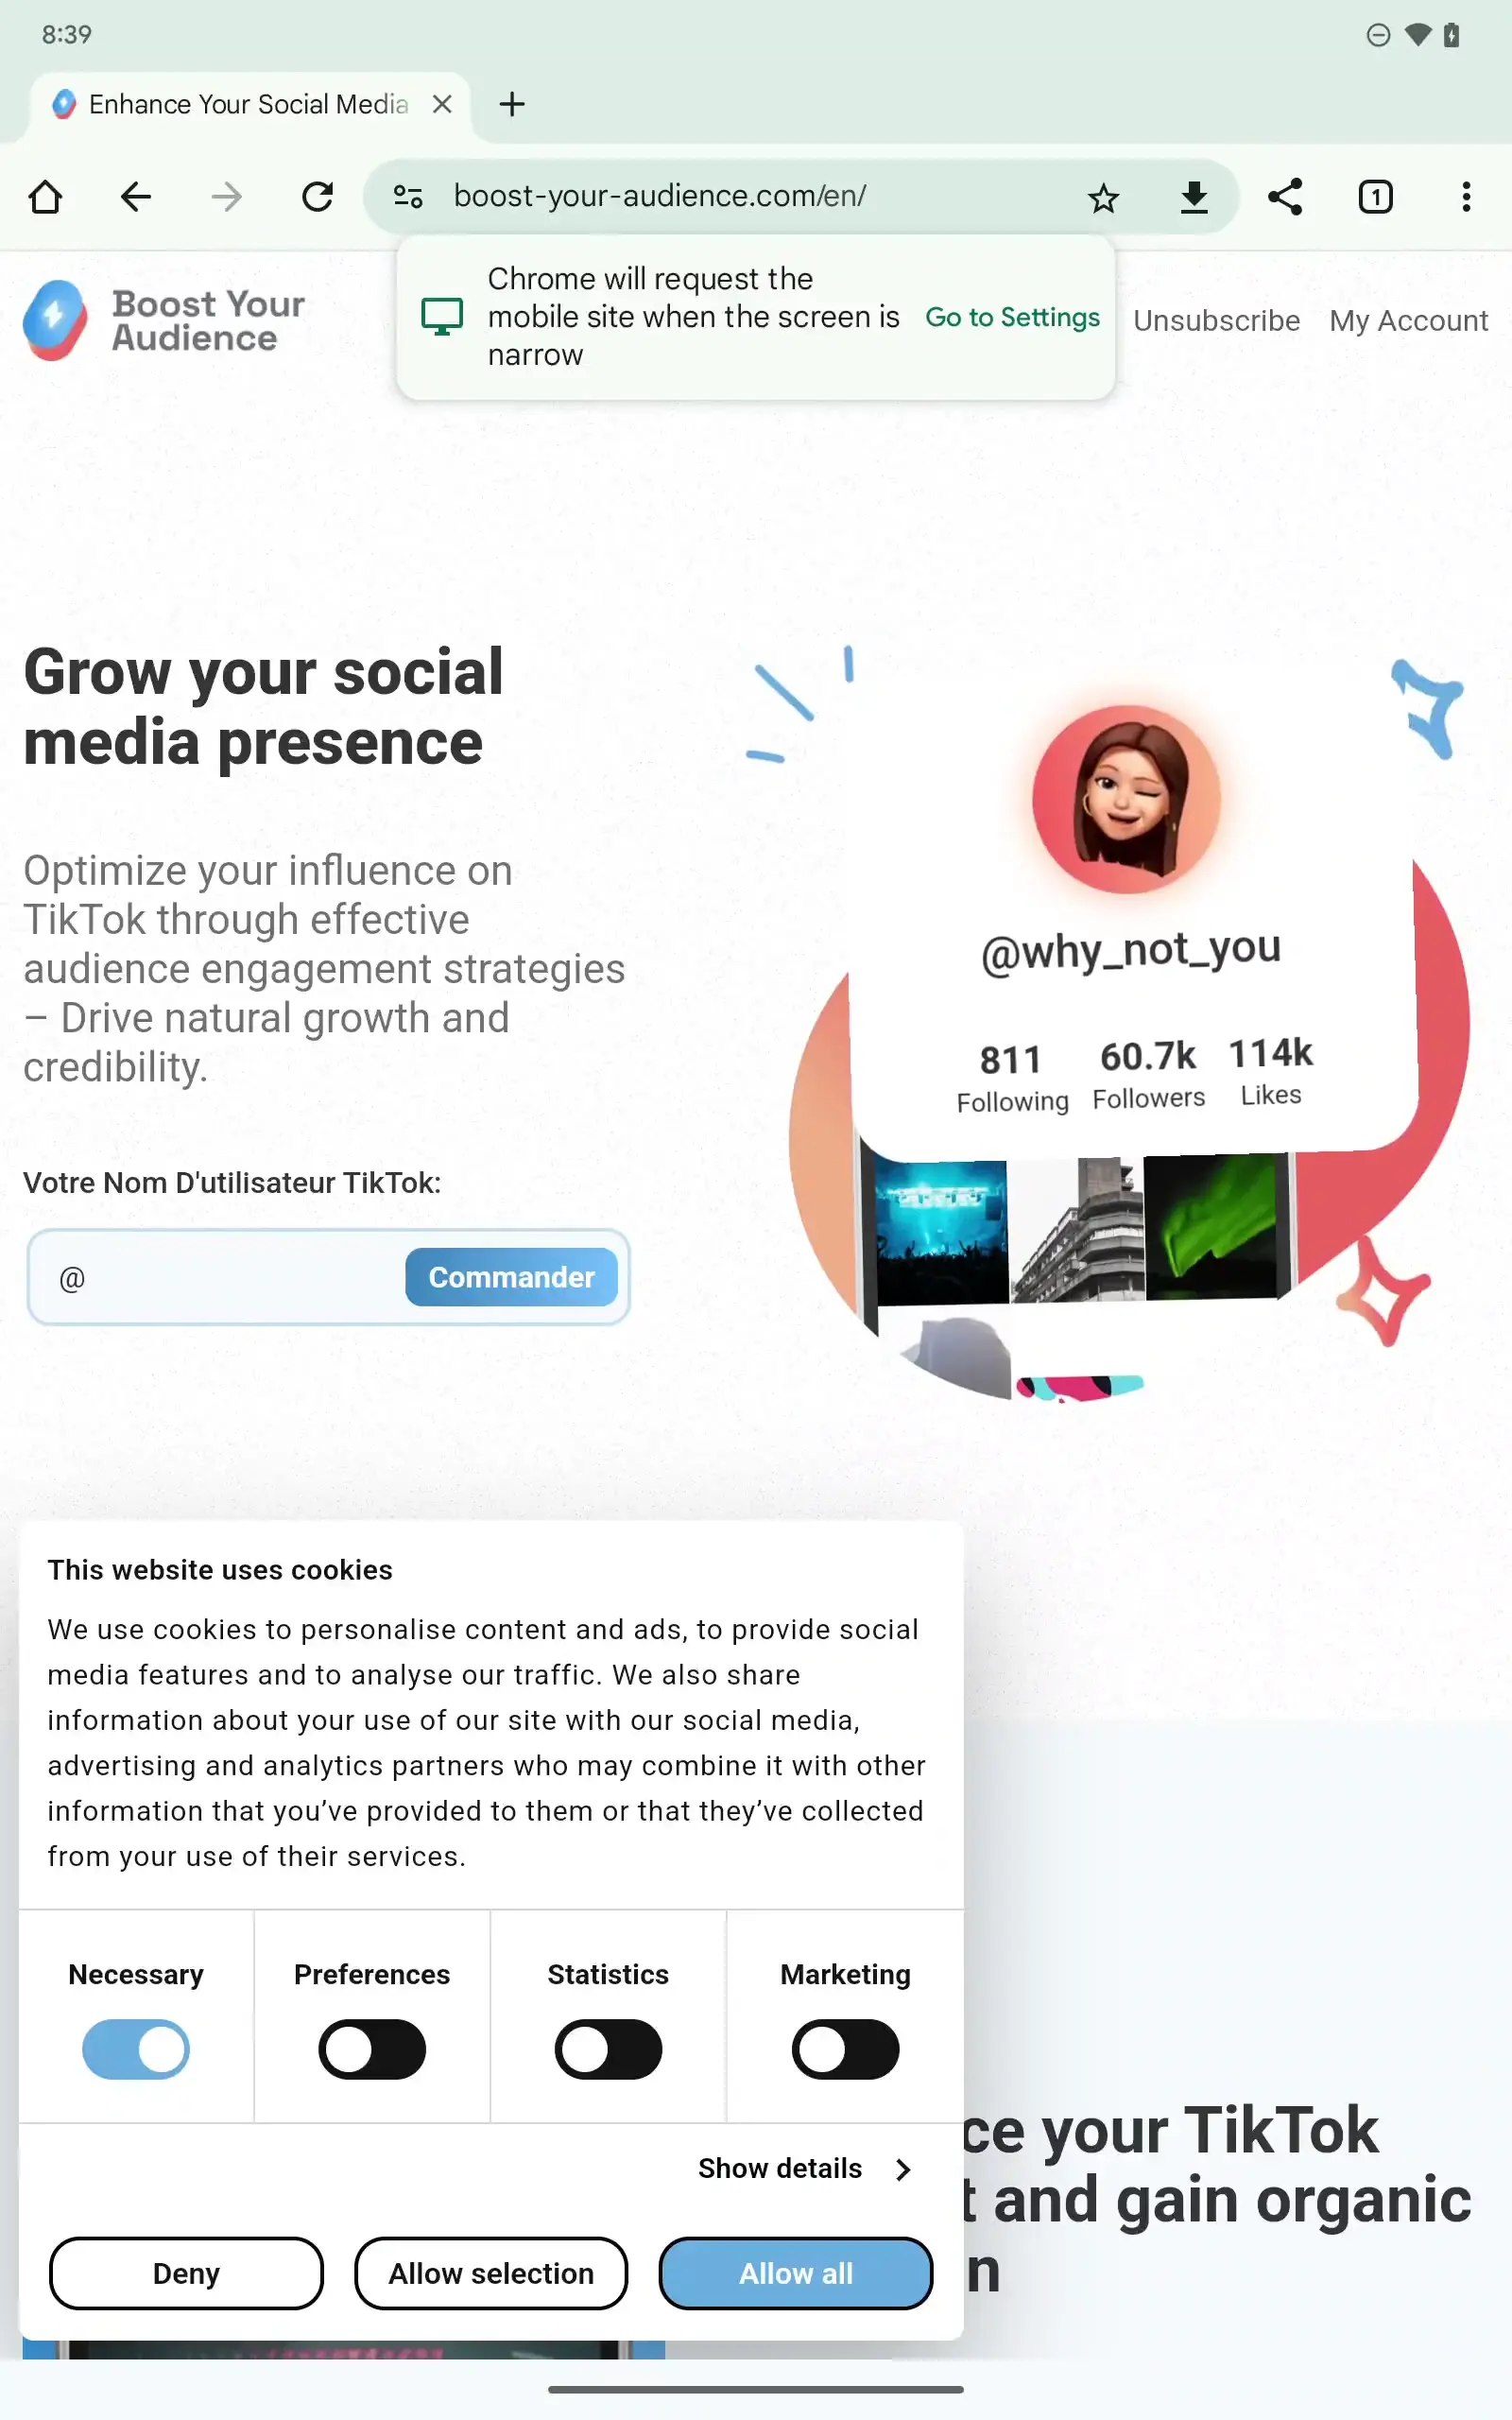 8:39
Enhance Your Social Media
boost-your-audience.com/en/
1
Chrome will request the
mobile site when the screen is
narrow
Go to Settings
Boost Your
Audience
Unsubscribe
My Account
Grow your social
media presence
Optimize your influence on
TikTok through effective
audience engagement strategies
– Drive natural growth and
credibility.
Votre Nom D'utilisateur TikTok:
@
Commander
@why_not_you
811 60.7k 114k
Following Followers Likes
This website uses cookies
We use cookies to personalise content and ads, to provide social
media features and to analyse our traffic. We also share
information about your use of our site with our social media,
advertising and analytics partners who may combine it with other
information that you’ve provided to them or that they’ve collected
from your use of their services.
Necessary Preferences Statistics Marketing
Show details
Deny Allow selection Allow all
your TikTok
and gain organic